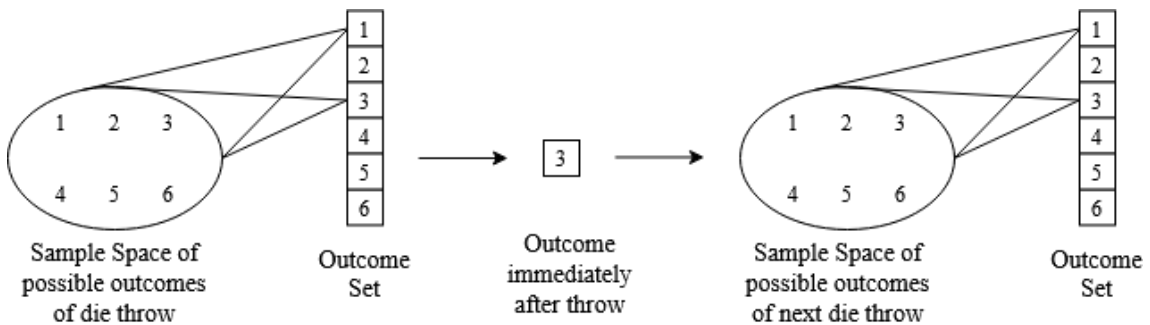 1 2 3
4 5 6
Sample Space of
possible outcomes
of die throw
1
2
3
4
5
6
Outcome
Set
3
Outcome
immediately
after throw
1 2 3
4 5 6
Sample Space of
possible outcomes
of next die throw
1
2
3
4
5
6
Outcome
Set